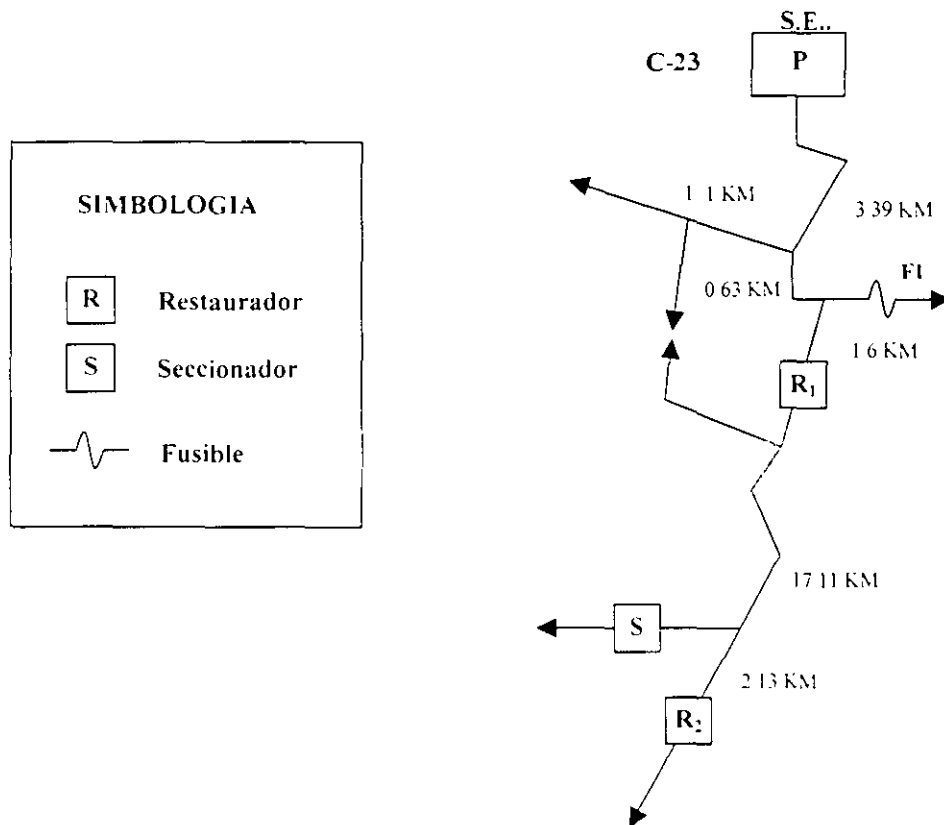 S.E..
C-23
P
SIMBOLOGIA
R Restaurador
S Seccionador
Fusible
1 1 KM
3 39 KM
0 63 KM
F1
1 6 KM
R₁
17 11 KM
S
2 13 KM
R₂